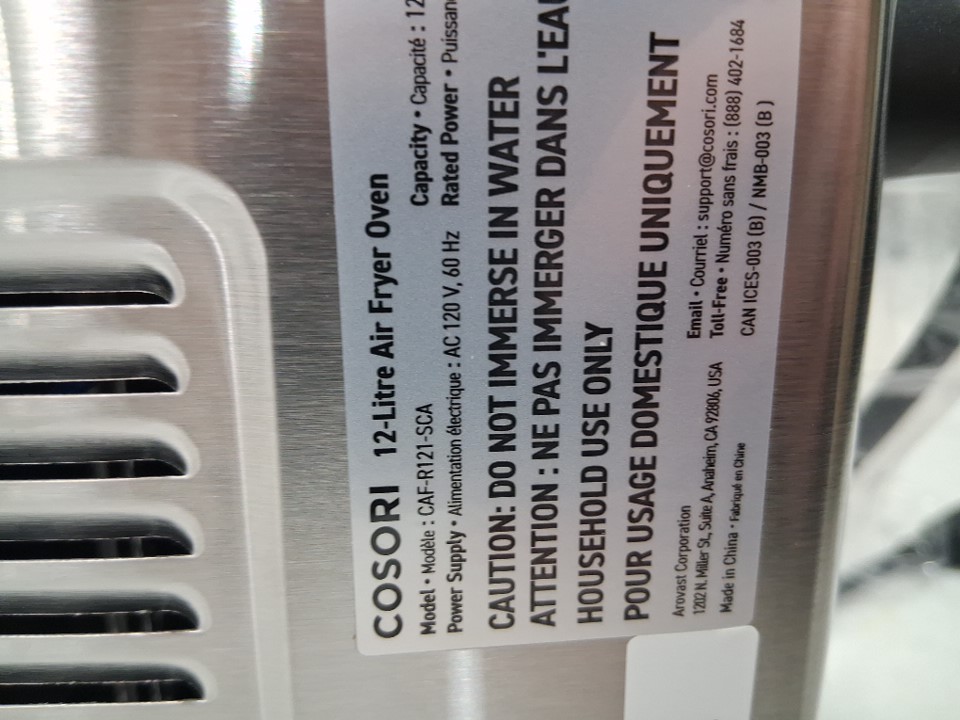 COSORI 12-Litre Air Fryer Oven
Model • Modèle : CAF-R121-SCA Capacity • Capacité : 12
Power Supply • Alimentation électrique : AC 120 V, 60 Hz Rated Power •
CAUTION: DO NOT IMMERSE IN WATER
ATTENTION : NE PAS IMMERGER DANS L'EAU
HOUSEHOLD USE ONLY
POUR USAGE DOMESTIQUE UNIQUEMENT
Arovast Corporation
1202 N. Miller St., Suite A, Anaheim, CA 92806, USA
Made in China • Fabriqué en Chine
Email • Courriel : support@cosori.com
Toll-Free • Numéro sans frais : (888) 402-1684
CAN ICES-003 (B) / NMB-003 (B)